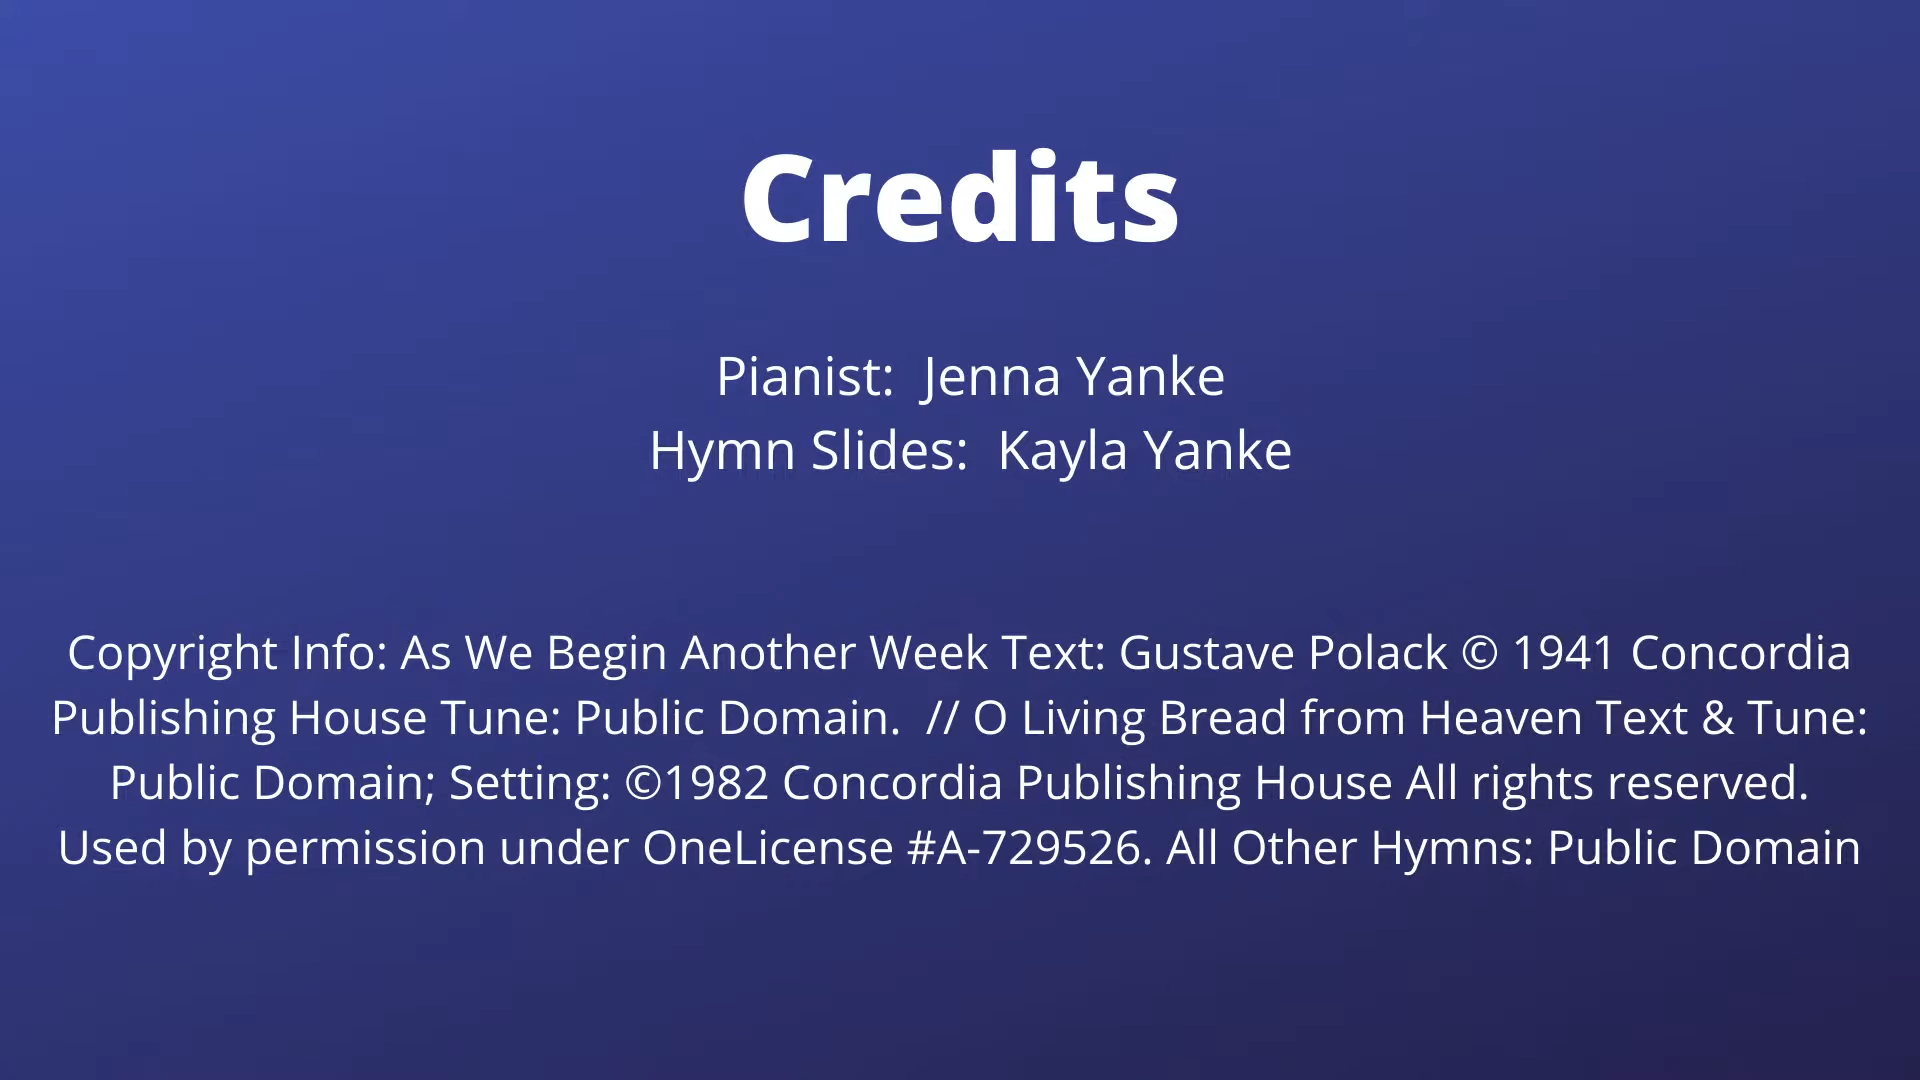 Credits
Pianist:  Jenna Yanke
Hymn Slides:  Kayla Yanke
Copyright Info: As We Begin Another Week Text: Gustave Polack © 1941 Concordia
Publishing House Tune: Public Domain.  // O Living Bread from Heaven Text & Tune:
Public Domain; Setting: ©1982 Concordia Publishing House All rights reserved.
Used by permission under OneLicense #A-729526. All Other Hymns: Public Domain